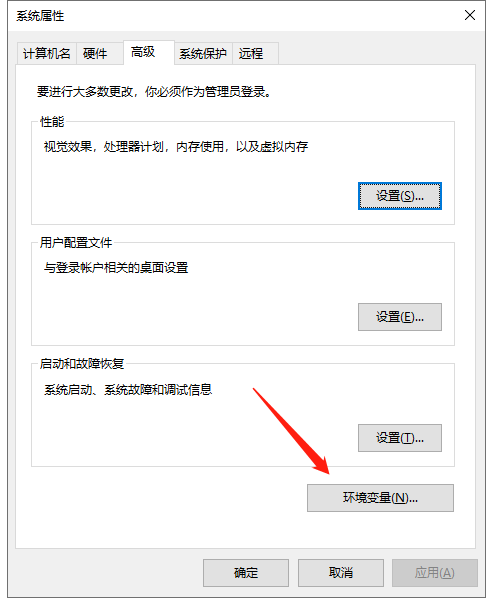 系统属性
计算机名 硬件 高级 系统保护 远程
要进行大多数更改，你必须作为管理员登录。
性能
视觉效果，处理器计划，内存使用，以及虚拟内存
设置(S)...
用户配置文件
与登录帐户相关的桌面设置
设置(E)...
启动和故障恢复
系统启动、系统故障和调试信息
设置(T)...
环境变量(N)...
确定 取消 应用(A)